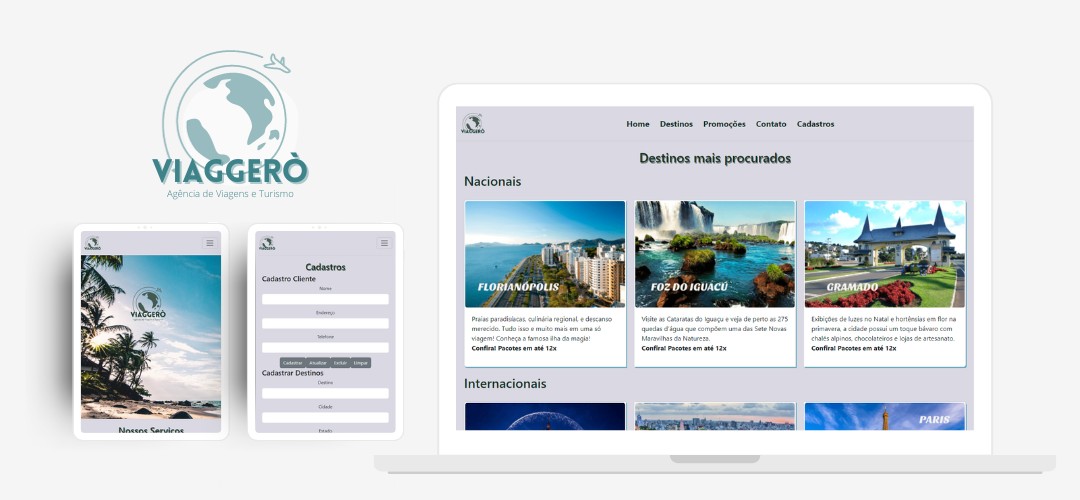 VIAGGERÒ
Agência de Viagens e Turismo
VIAGGERÒ
VIAGGERÒ
Nossos Serviços
VIAGGERÒ
Cadastros
Cadastro Cliente
Nome
Endereço
Telefone
Cadastrar Atualizar Excluir Limpar
Cadastrar Destinos
Destino
Cidade
Estado
VIAGGERÒ
Home Destinos Promoções Contato Cadastros
Destinos mais procurados
Nacionais
FLORIANÓPOLIS
FOZ DO IGUAÇU
GRAMADO
Praias paradisíacas, culinária regional, e descanso
merecido. Tudo isso e muito mais em uma só
viagem! Conheça a famosa ilha da magia!
Confira! Pacotes em até 12x
Visite as Cataratas do Iguaçu e veja de perto as 275
quedas d'água que compõem uma das Sete Novas
Maravilhas da Natureza.
Confira! Pacotes em até 12x
Exibições de luzes no Natal e hortênsias em flor na
primavera, a cidade possui um toque bávaro com
chalés alpinos, chocolateiros e lojas de artesanato.
Confira! Pacotes em até 12x
Internacionais
PARIS